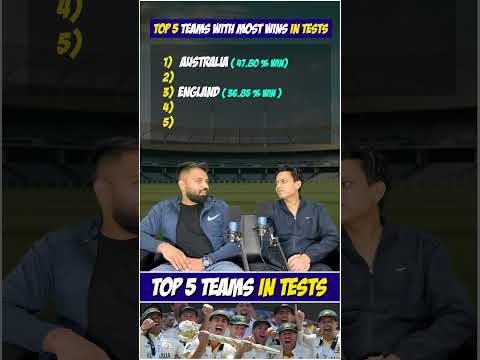 TOP 5 TEAMS WITH MOST WINS IN TESTS
1) AUSTRALIA ( 47.80 % WIN)
2)
3) ENGLAND ( 36.85 % WIN )
4)
5)
TOP 5 TEAMS IN TESTS